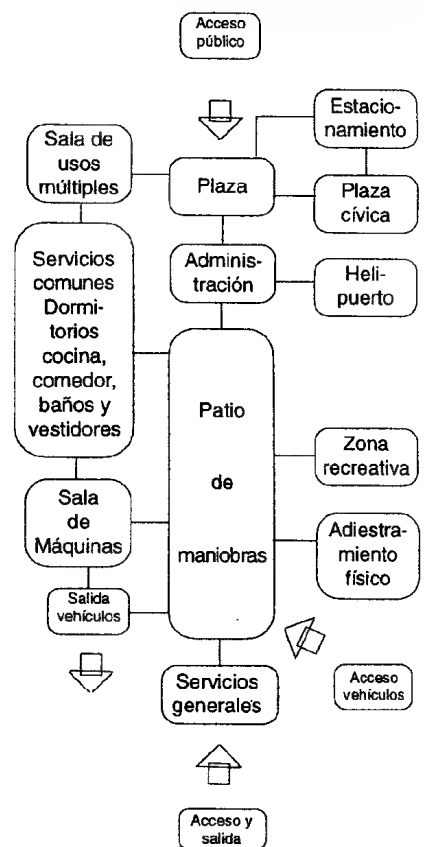 Acceso
público
Estacio-
namiento
Sala de
usos
múltiples
Plaza
Plaza
cívica
Servicios
comunes
Dormi-
torios
cocina,
comedor,
baños y
vestidores
Adminis-
tración
Heli-
puerto
Patio
de
maniobras
Zona
recreativa
Sala
de
Máquinas
Adiestra-
miento
físico
Salida
vehículos
Servicios
generales
Acceso
vehículos
Acceso y
salida